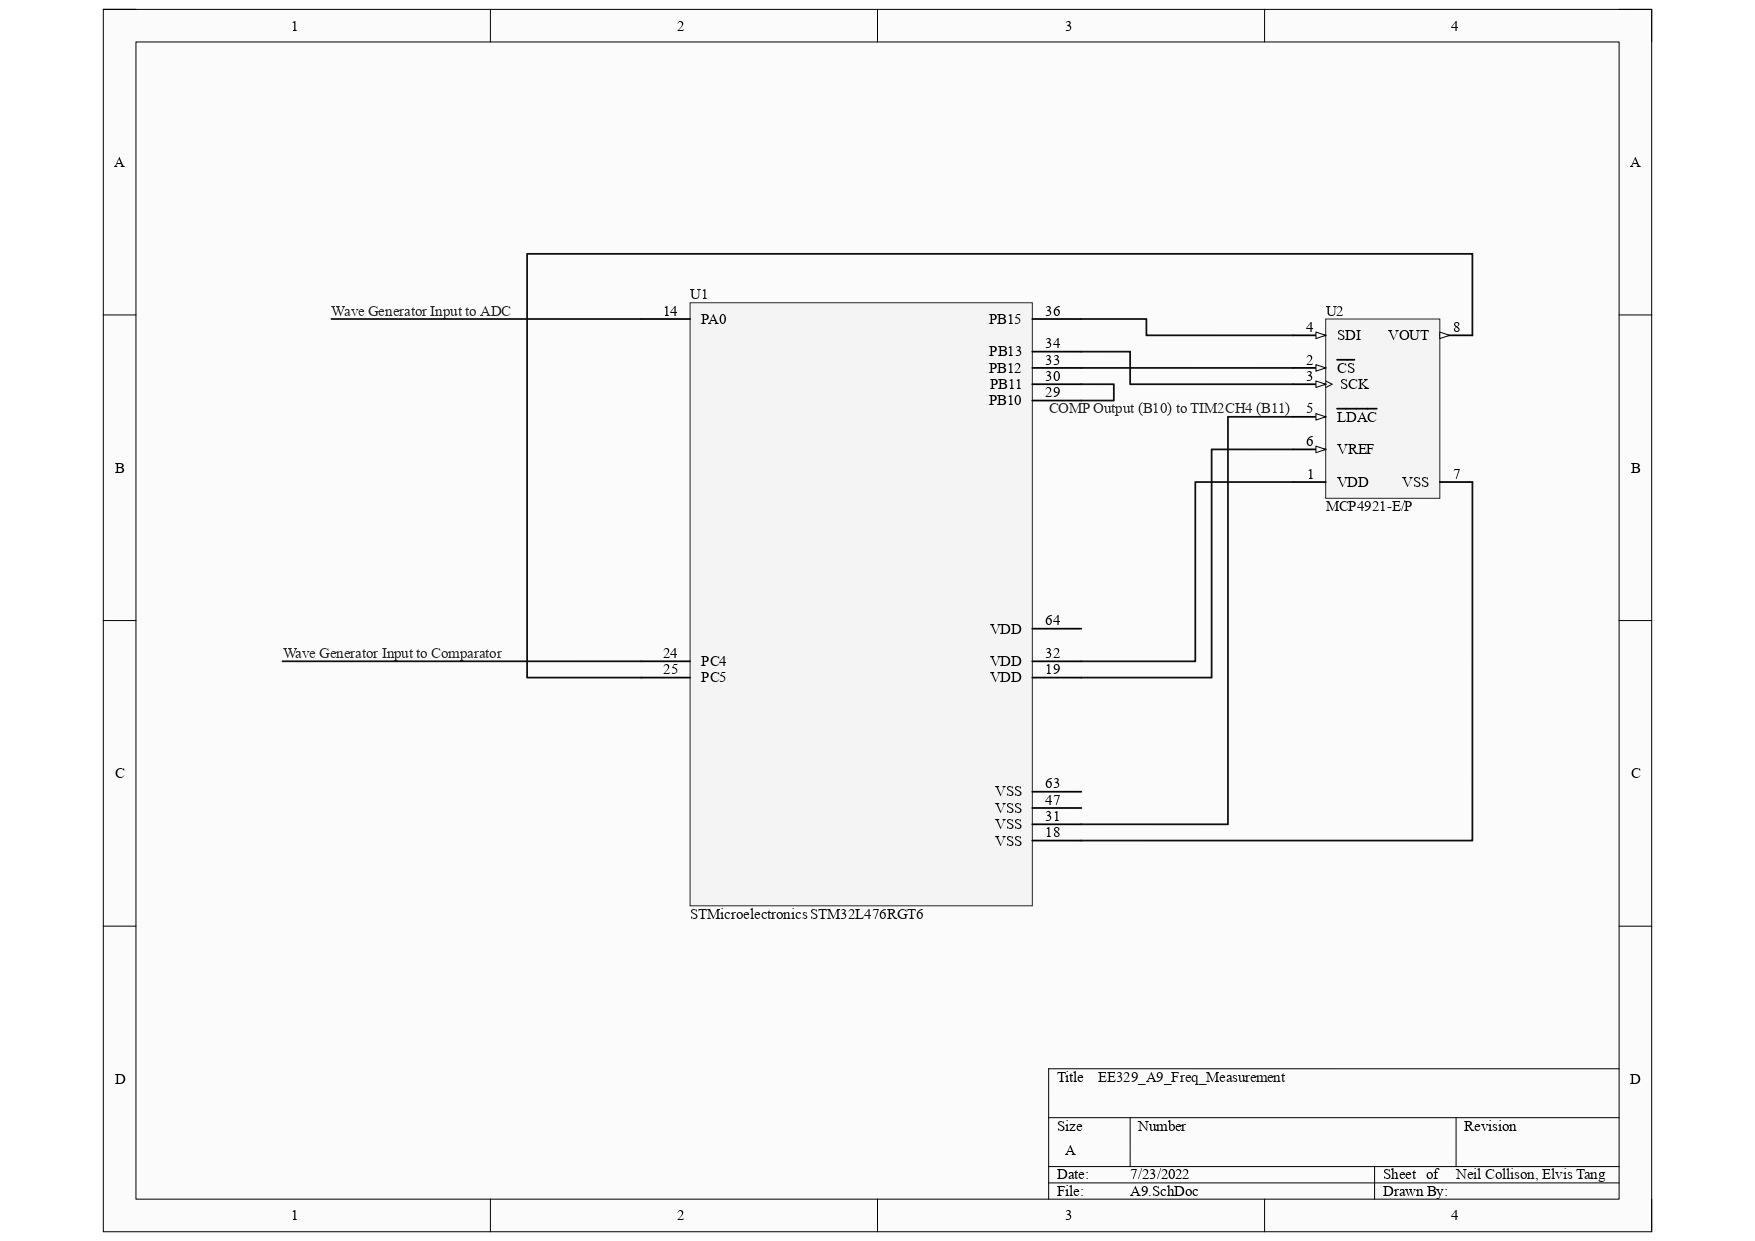 1 2 3 4
A A
U1
Wave Generator Input to ADC 14 PA0 PB15 36
U2
4 SDI VOUT 8
PB13 34
PB12 33 2 CS
PB11 30 3 SCK
PB10 29
COMP Output (B10) to TIM2CH4 (B11) 5 LDAC
6 VREF
B B
1 VDD VSS 7
MCP4921-E/P
VDD 64
Wave Generator Input to Comparator 24 PC4 VDD 32
25 PC5 VDD 19
C C
VSS 63
VSS 47
VSS 31
VSS 18
STMicroelectronics STM32L476RGT6
D D
Title EE329_A9_Freq_Measurement
Size Number Revision
A
Date: 7/23/2022 Sheet of Neil Collison, Elvis Tang
File: A9.SchDoc Drawn By:
1 2 3 4